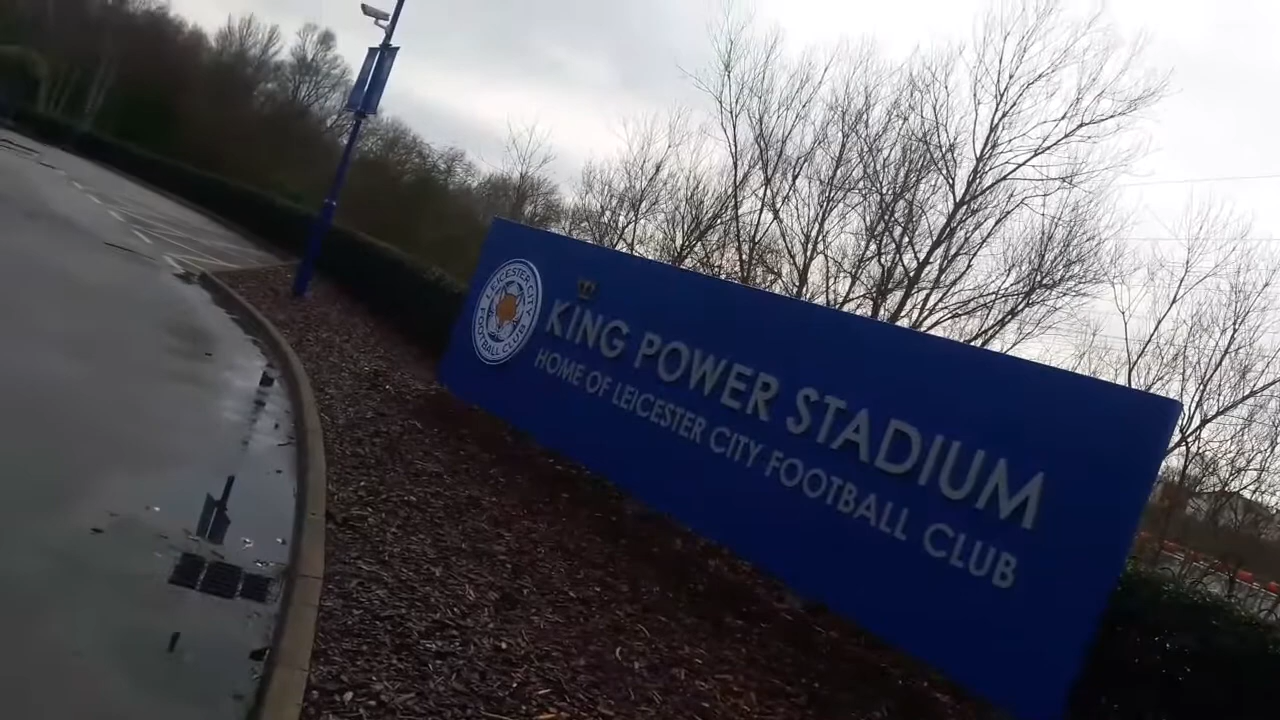 LEICESTER CITY
FOOTBALL CLUB
KING POWER STADIUM
HOME OF LEICESTER CITY FOOTBALL CLUB